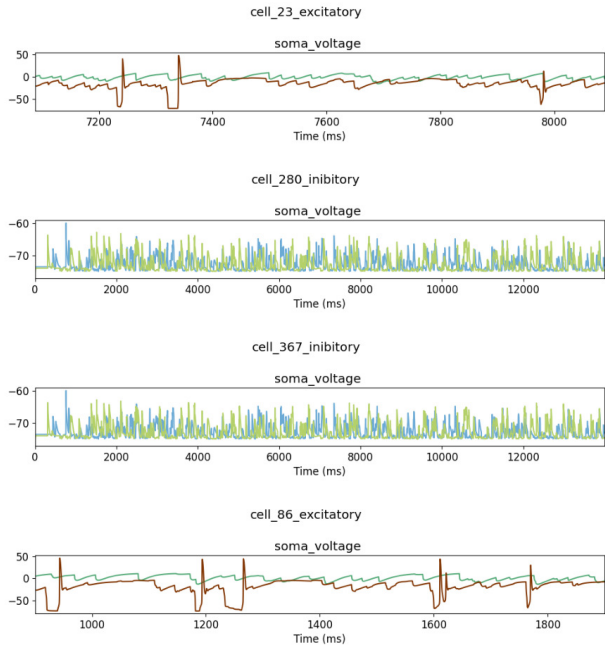 cell_23_excitatory
soma_voltage
50
0
−50
7200 7400 7600 7800 8000
Time (ms)
cell_280_inibitory
soma_voltage
−60
−70
0 2000 4000 6000 8000 10000 12000
Time (ms)
cell_367_inibitory
soma_voltage
−60
−70
0 2000 4000 6000 8000 10000 12000
Time (ms)
cell_86_excitatory
soma_voltage
50
0
−50
1000 1200 1400 1600 1800
Time (ms)